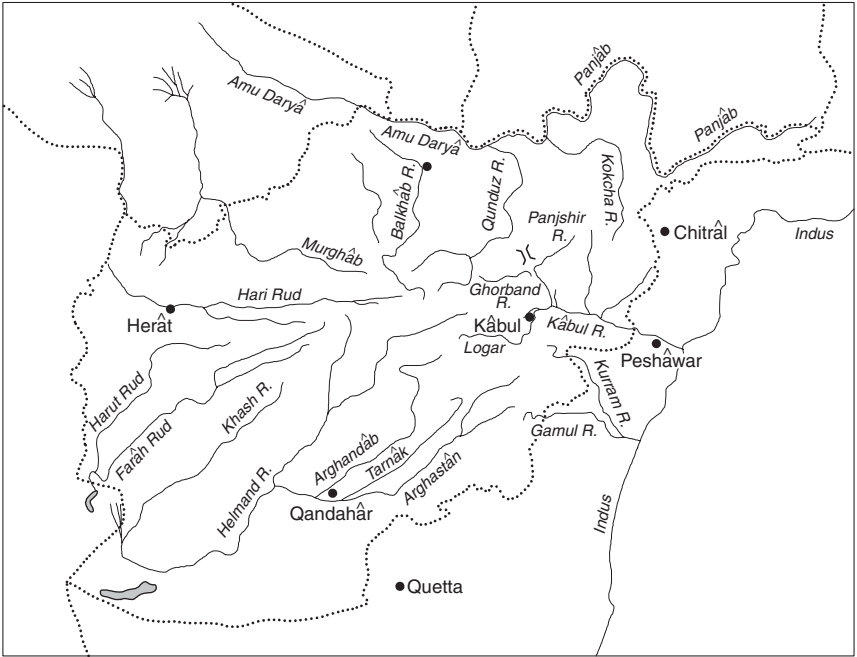 Panjâb
Amu Daryâ
Panjâb
Amu Daryâ
Balkhâb R.
Qunduz R.
Kokcha R.
Panjshir
R.
Chitrâl
Indus
Murghâb
Hari Rud
Ghorband
R.
Herât
Kâbul
Kâbul R.
Logar
Peshâwar
Harut Rud
Farâh Rud
Khash R.
Kurram R.
Gamul R.
Helmand R.
Arghandâb
Tarnâk
Arghastân
Qandahâr
Indus
Quetta